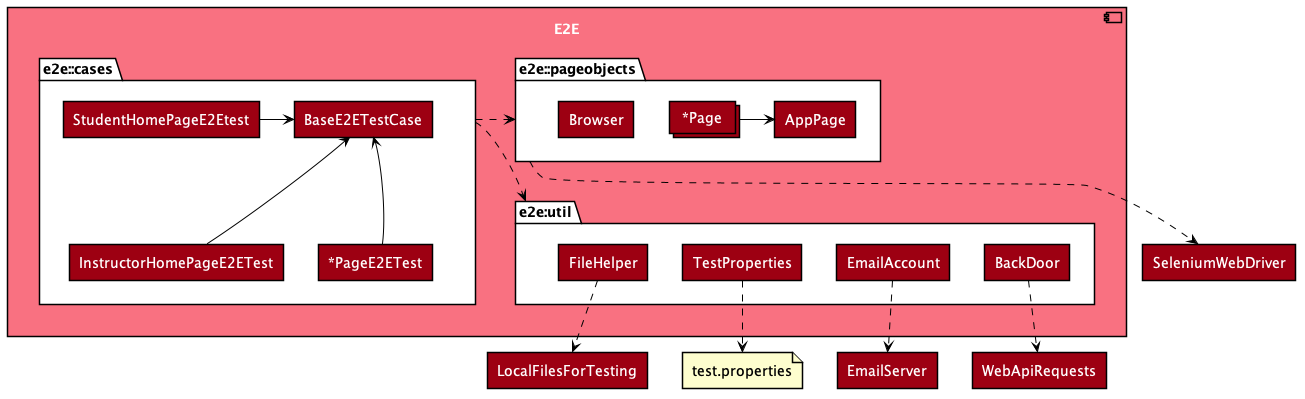 E2E
e2e::cases
StudentHomePageE2Etest
BaseE2ETestCase
InstructorHomePageE2ETest
*PageE2ETest
e2e::pageobjects
Browser
*Page
AppPage
e2e:util
FileHelper
TestProperties
EmailAccount
BackDoor
SeleniumWebDriver
LocalFilesForTesting
test.properties
EmailServer
WebApiRequests